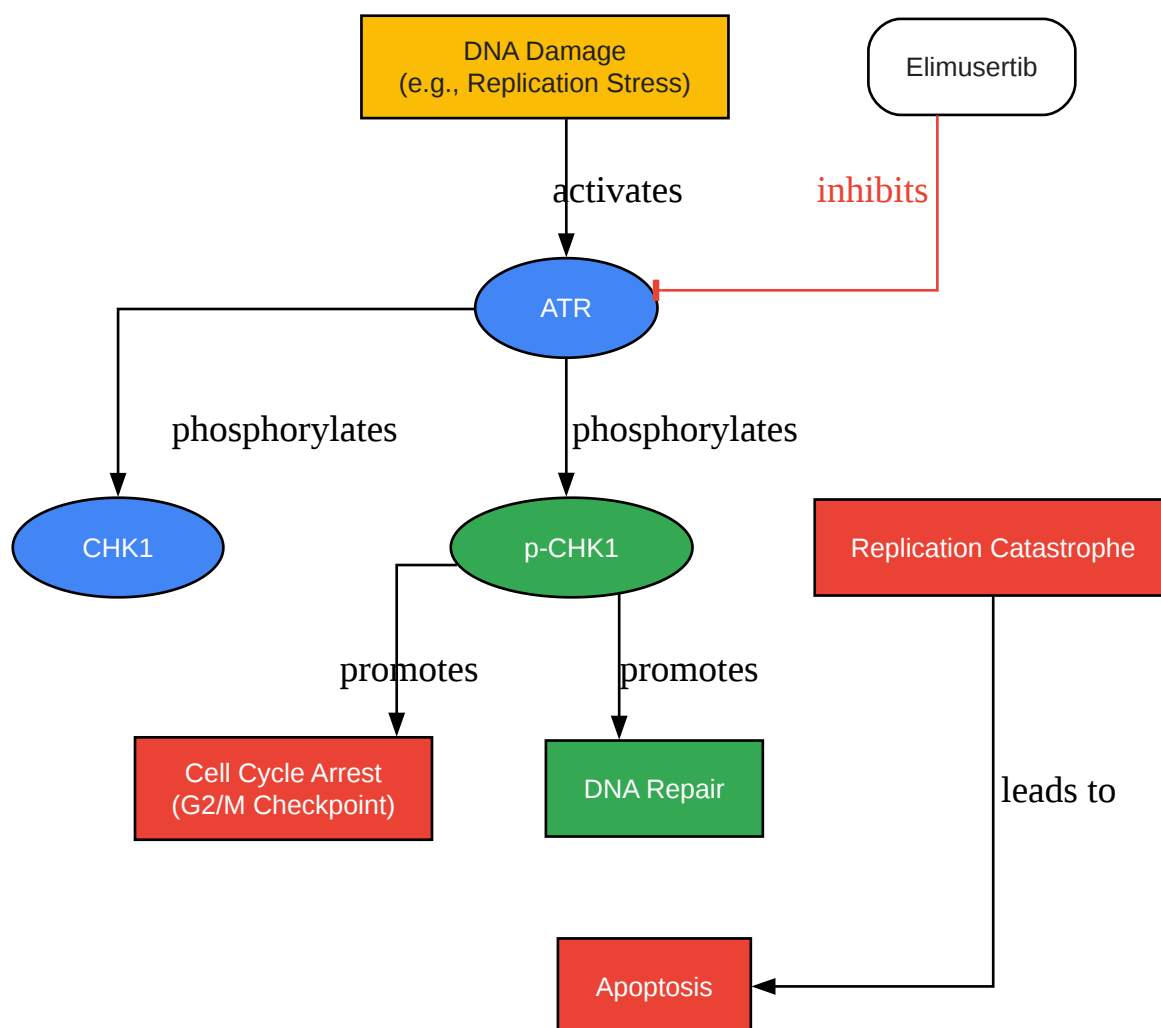 DNA Damage
(e.g., Replication Stress)
Elimusertib
activates
inhibits
ATR
phosphorylates
phosphorylates
CHK1
p-CHK1
Replication Catastrophe
promotes
promotes
Cell Cycle Arrest
(G2/M Checkpoint)
DNA Repair
leads to
Apoptosis